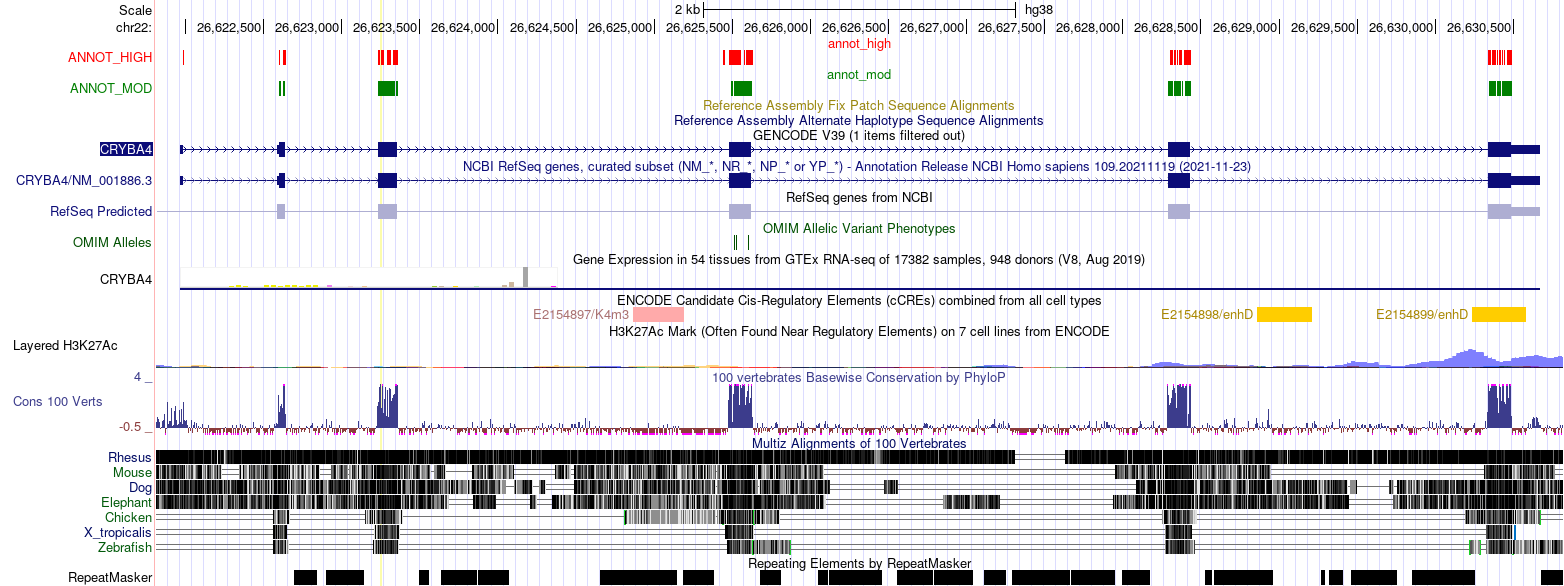 Scale 2 kb hg38
chr22: 26,622,500 26,623,000 26,623,500 26,624,000 26,624,500 26,625,000 26,625,500 26,626,000 26,626,500 26,627,000 26,627,500 26,628,000 26,628,500 26,629,000 26,629,500 26,630,000 26,630,500
annot_high
ANNOT_HIGH
annot_mod
ANNOT_MOD
Reference Assembly Fix Patch Sequence Alignments
Reference Assembly Alternate Haplotype Sequence Alignments
GENCODE V39 (1 items filtered out)
CRYBA4
NCBI RefSeq genes, curated subset (NM_*, NR_*, NP_* or YP_*) - Annotation Release NCBI Homo sapiens 109.20211119 (2021-11-23)
CRYBA4/NM_001886.3
RefSeq genes from NCBI
RefSeq Predicted
OMIM Allelic Variant Phenotypes
OMIM Alleles
Gene Expression in 54 tissues from GTEx RNA-seq of 17382 samples, 948 donors (V8, Aug 2019)
CRYBA4
ENCODE Candidate Cis-Regulatory Elements (cCREs) combined from all cell types
E2154897/K4m3 E2154898/enhD E2154899/enhD
H3K27Ac Mark (Often Found Near Regulatory Elements) on 7 cell lines from ENCODE
Layered H3K27Ac
100 vertebrates Basewise Conservation by PhyloP
4 _
Cons 100 Verts
-0.5 _
Multiz Alignments of 100 Vertebrates
Rhesus
Mouse
Dog
Elephant
Chicken
X_tropicalis
Zebrafish
Repeating Elements by RepeatMasker
RepeatMasker